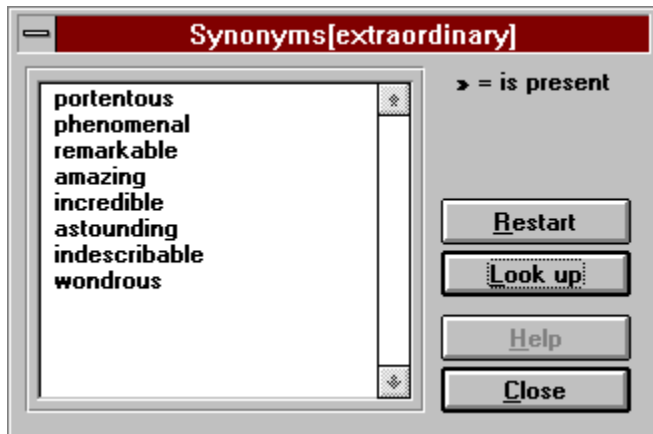 Synonyms[extraordinary]
portentous
phenomenal
remarkable
amazing
incredible
astounding
indescribable
wondrous
➤ = is present
Restart
Look up
Help
Close